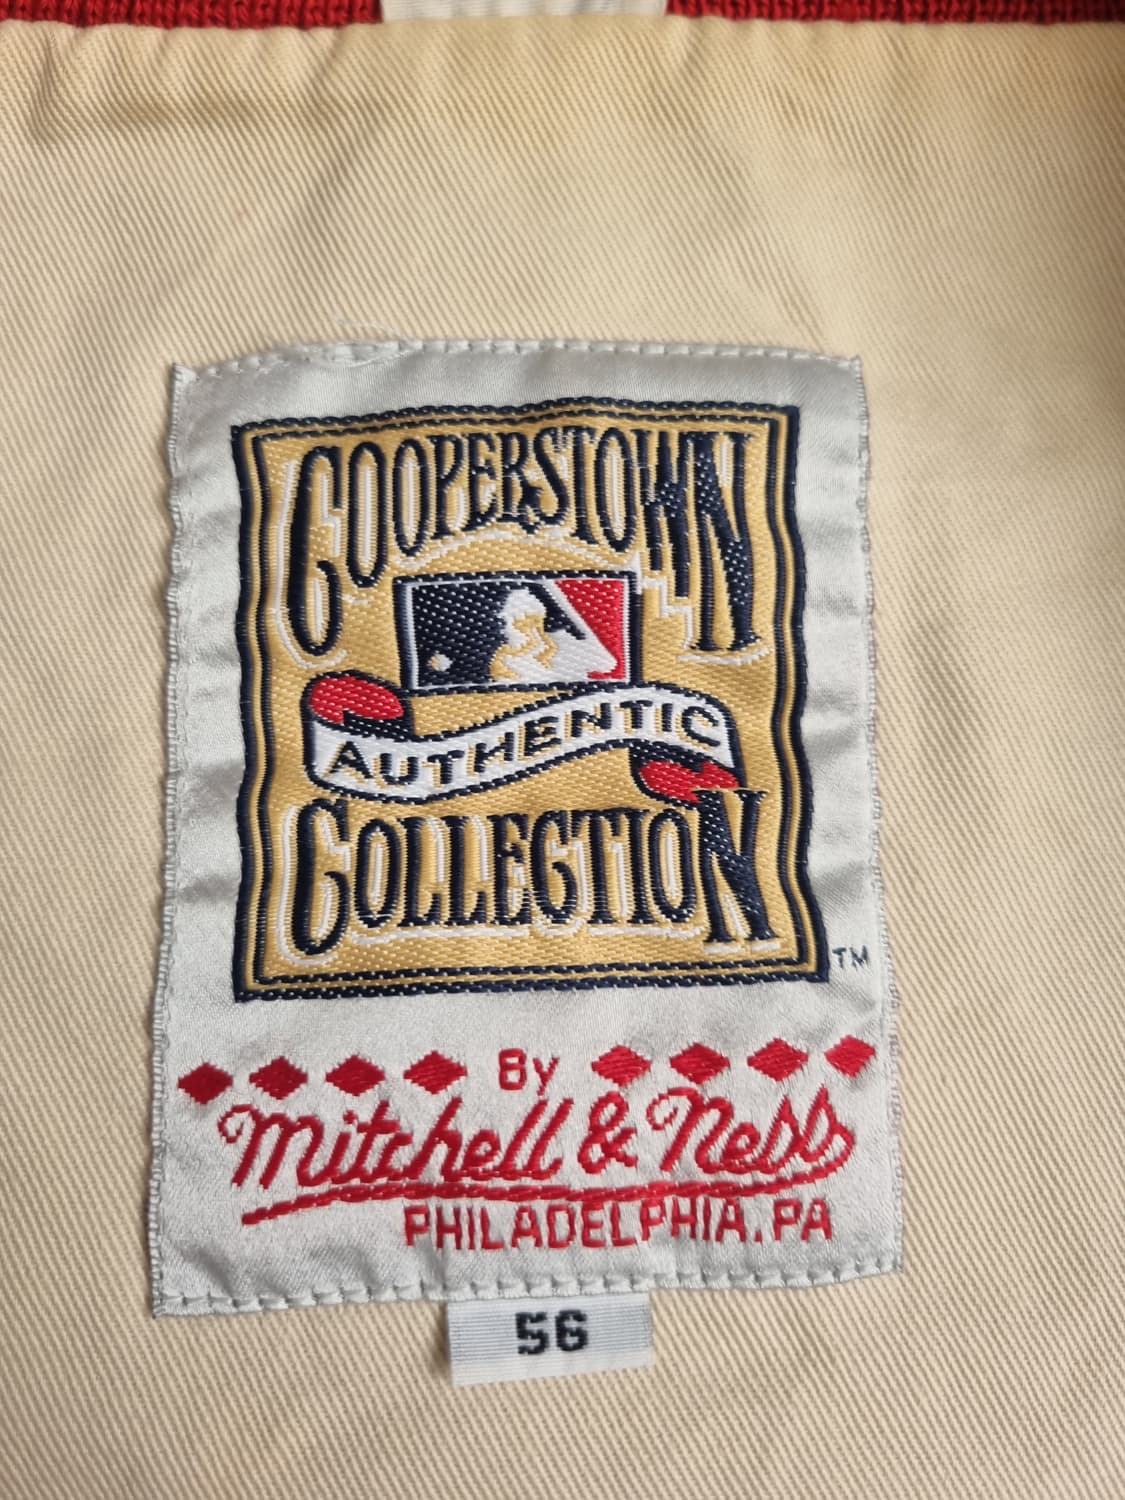 COOPERSTOWN
AUTHENTIC
COLLECTION
TM
By
Mitchell & Ness
PHILADELPHIA, PA
56